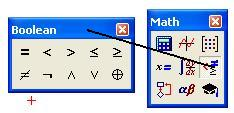 Boolean
= < > ≤ ≥
≠ ¬ ∧ ∨ ⊕
Math
x=
αβ